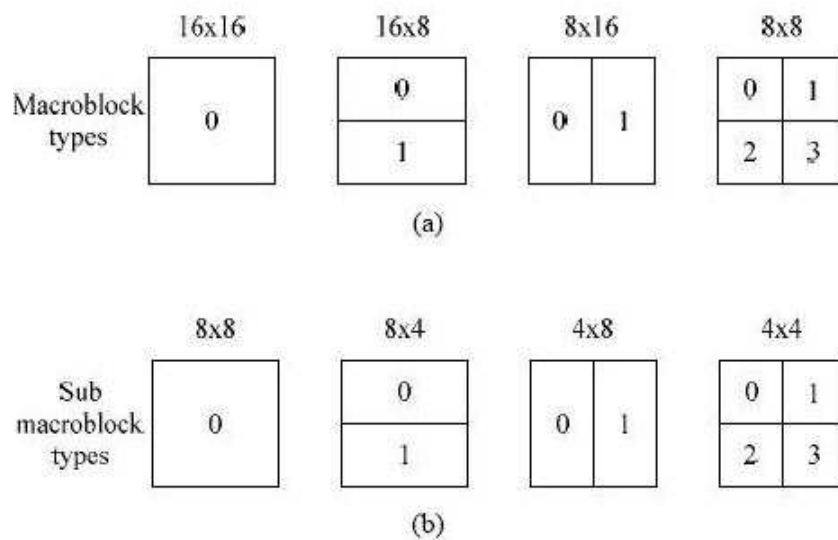 16x16 16x8 8x16 8x8
Macroblock
types
0
0
1
0 1
0 1
2 3
(a)
8x8 8x4 4x8 4x4
Sub
macroblock
types
0
0
1
0 1
0 1
2 3
(b)